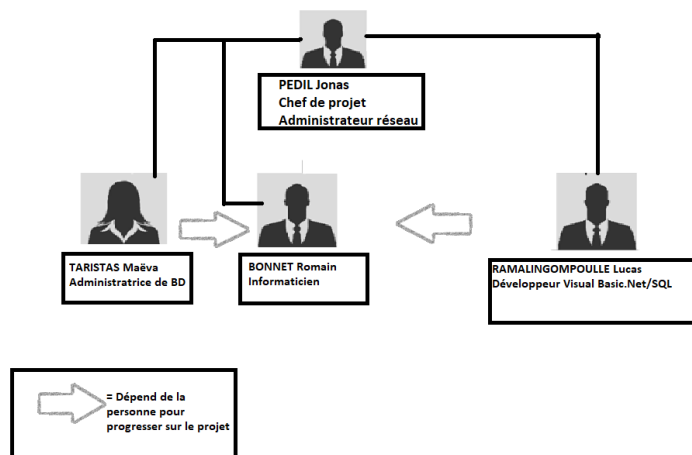 PEDIL Jonas
Chef de projet
Administrateur réseau
TARISTAS Maëva
Administratrice de BD
BONNET Romain
Informaticien
RAMALINGOMPOULLE Lucas
Développeur Visual Basic.Net/SQL
= Dépend de la
personne pour
progresser sur le projet